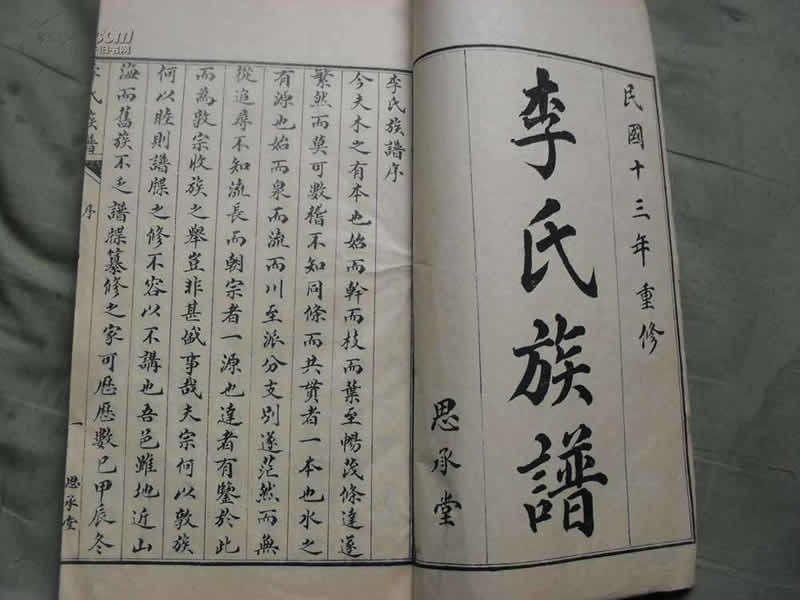 民國十三年重修
李氏族譜
思承堂
李氏族譜序
今夫木之有本也始而幹而枝而葉至暢茂條達遂
繁然而莫可數稽不知同條而共貫者一本也水之
有源也始而泉而流而川至派分支別遂茫然而無
從追尋不知流長而朝宗者一源也達者有鑒於此
而為敦宗收族之舉豈非甚盛事哉夫宗何以敦族
何以睦則譜牒之修不容以不講也吾邑雖地近山
海而舊族不乏譜牒纂修之家可歷歷數已甲辰冬
氏族譜 序 一 思承堂